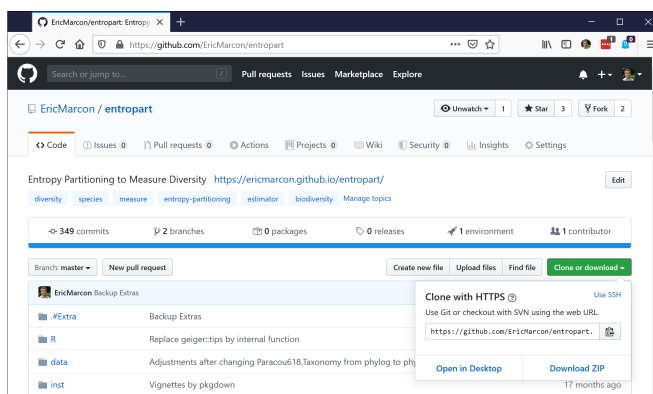 EricMarcon/entropart: Entropy
https://github.com/EricMarcon/entropart
Search or jump to... / Pull requests Issues Marketplace Explore
EricMarcon / entropart Unwatch 1 Star 3 Fork 2
Code Issues 0 Pull requests 0 Actions Projects 0 Wiki Security 0 Insights Settings
Entropy Partitioning to Measure Diversity https://ericmarcon.github.io/entropart/ Edit
diversity species measure entropy-partitioning estimator biodiversity Manage topics
349 commits 2 branches 0 packages 0 releases 1 environment 1 contributor
Branch: master New pull request Create new file Upload files Find file Clone or download
EricMarcon Backup Extras
.#Extra Backup Extras
R Replace geiger::tips by internal function
data Adjustments after changing Paracou618.Taxonomy from phylog to phy
inst Vignettes by pkgdown 17 months ago
Clone with HTTPS Use SSH
Use Git or checkout with SVN using the web URL.
https://github.com/EricMarcon/entropart.
Open in Desktop Download ZIP